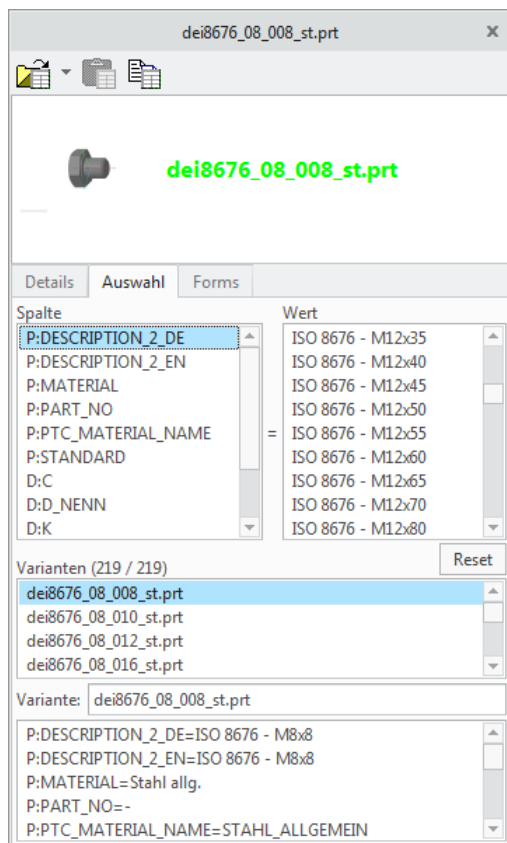 dei8676_08_008_st.prt
dei8676_08_008_st.prt
Details Auswahl Forms
Spalte
P:DESCRIPTION_2_DE
P:DESCRIPTION_2_EN
P:MATERIAL
P:PART_NO
P:PTC_MATERIAL_NAME
P:STANDARD
D:C
D:D_NENN
D:K
=
Wert
ISO 8676 - M12x35
ISO 8676 - M12x40
ISO 8676 - M12x45
ISO 8676 - M12x50
ISO 8676 - M12x55
ISO 8676 - M12x60
ISO 8676 - M12x65
ISO 8676 - M12x70
ISO 8676 - M12x80
Varianten (219 / 219)
Reset
dei8676_08_008_st.prt
dei8676_08_010_st.prt
dei8676_08_012_st.prt
dei8676_08_016_st.prt
Variante: dei8676_08_008_st.prt
P:DESCRIPTION_2_DE=ISO 8676 - M8x8
P:DESCRIPTION_2_EN=ISO 8676 - M8x8
P:MATERIAL=Stahl allg.
P:PART_NO=-
P:PTC_MATERIAL_NAME=STAHL_ALLGEMEIN